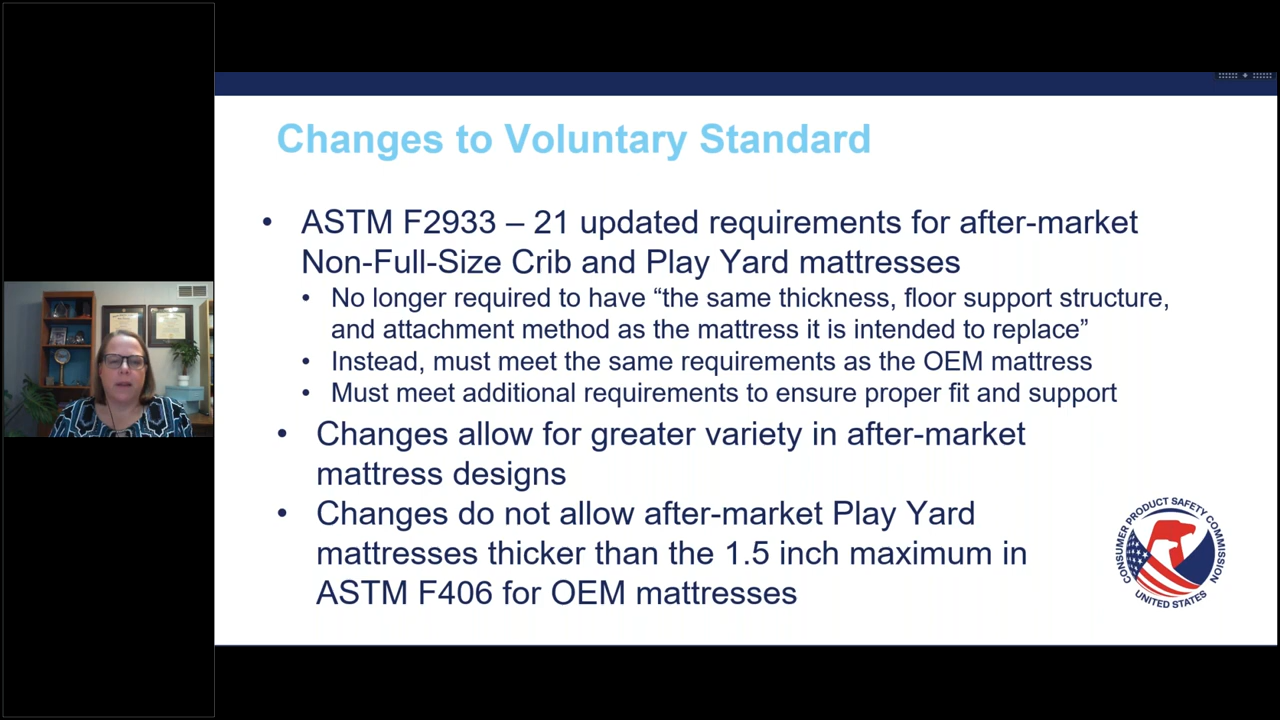 Changes to Voluntary Standard
• ASTM F2933 – 21 updated requirements for after-market
Non-Full-Size Crib and Play Yard mattresses
• No longer required to have “the same thickness, floor support structure,
and attachment method as the mattress it is intended to replace”
• Instead, must meet the same requirements as the OEM mattress
• Must meet additional requirements to ensure proper fit and support
• Changes allow for greater variety in after-market
mattress designs
• Changes do not allow after-market Play Yard
mattresses thicker than the 1.5 inch maximum in
ASTM F406 for OEM mattresses
CONSUMER PRODUCT SAFETY COMMISSION
UNITED STATES